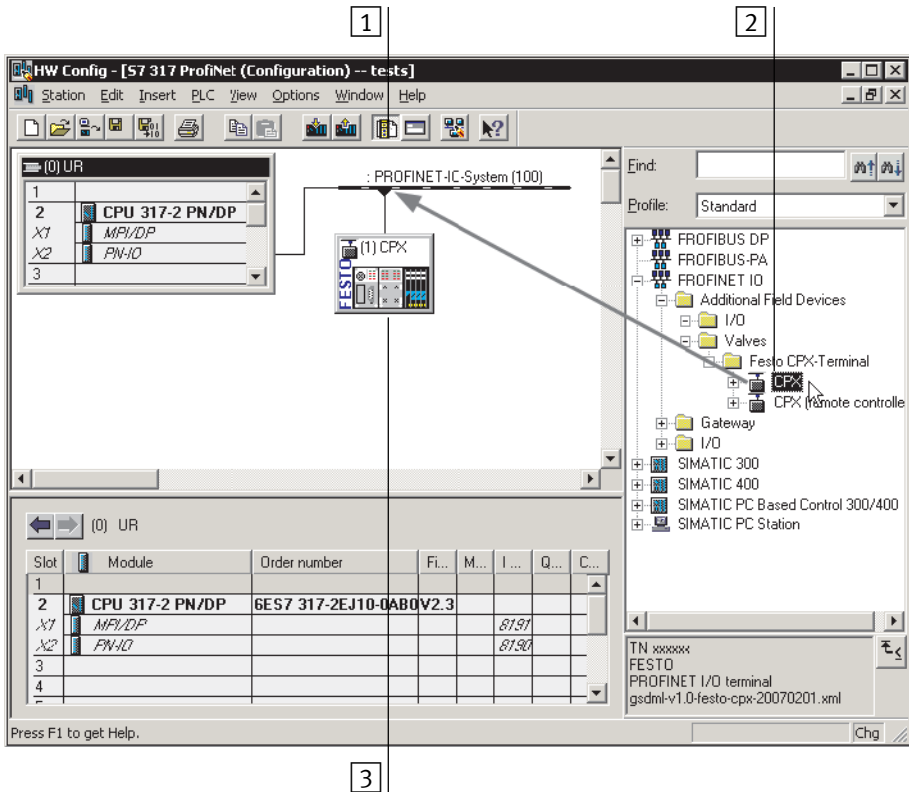 1
2
HW Config - [S7 317 ProfiNet (Configuration) -- tests]
Station Edit Insert PLC View Options Window Help
(0) UR
1
2 CPU 317-2 PN/DP
X1 MPI/DP
X2 PN-IO
3
: PROFINET-IC-System (100)
(1) CPX
FESTO
Find:
Profile: Standard
FROFIBUS DP
FROFIBUS-PA
FROFINET IO
Additional Field Devices
I/O
Valves
Festo CPX-Terminal
CPX
CPX (remote controlle
Gateway
I/O
SIMATIC 300
SIMATIC 400
SIMATIC PC Based Control 300/400
SIMATIC PC Station
(0) UR
Slot Module Order number Fi... M... I ... Q... C...
1
2 CPU 317-2 PN/DP 6ES7 317-2EJ10-0AB0 V2.3
X1 MPI/DP 8191
X2 PN-IO 8190
3
4
TN xxxxxx
FESTO
PROFINET I/O terminal
gsdml-v1.0-festo-cpx-20070201.xml
Press F1 to get Help.
Chg
3